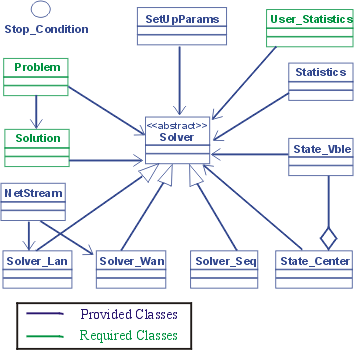 SetUpParams
User_Statistics
Stop_Condition
Problem
Statistics
<<abstract>>
Solver
Solution
State_Vble
NetStream
Solver_Lan
Solver_Wan
Solver_Seq
State_Center
Provided Classes
Required Classes